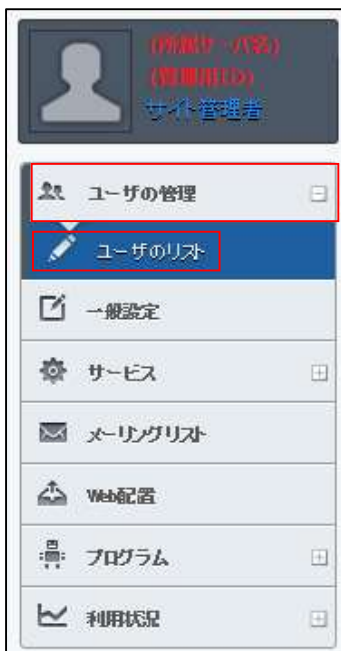 (所属サーバ名)
(管理用ID)
サイト管理者
ユーザの管理
ユーザのリスト
一般設定
サービス
メーリングリスト
Web配置
プログラム
利用状況